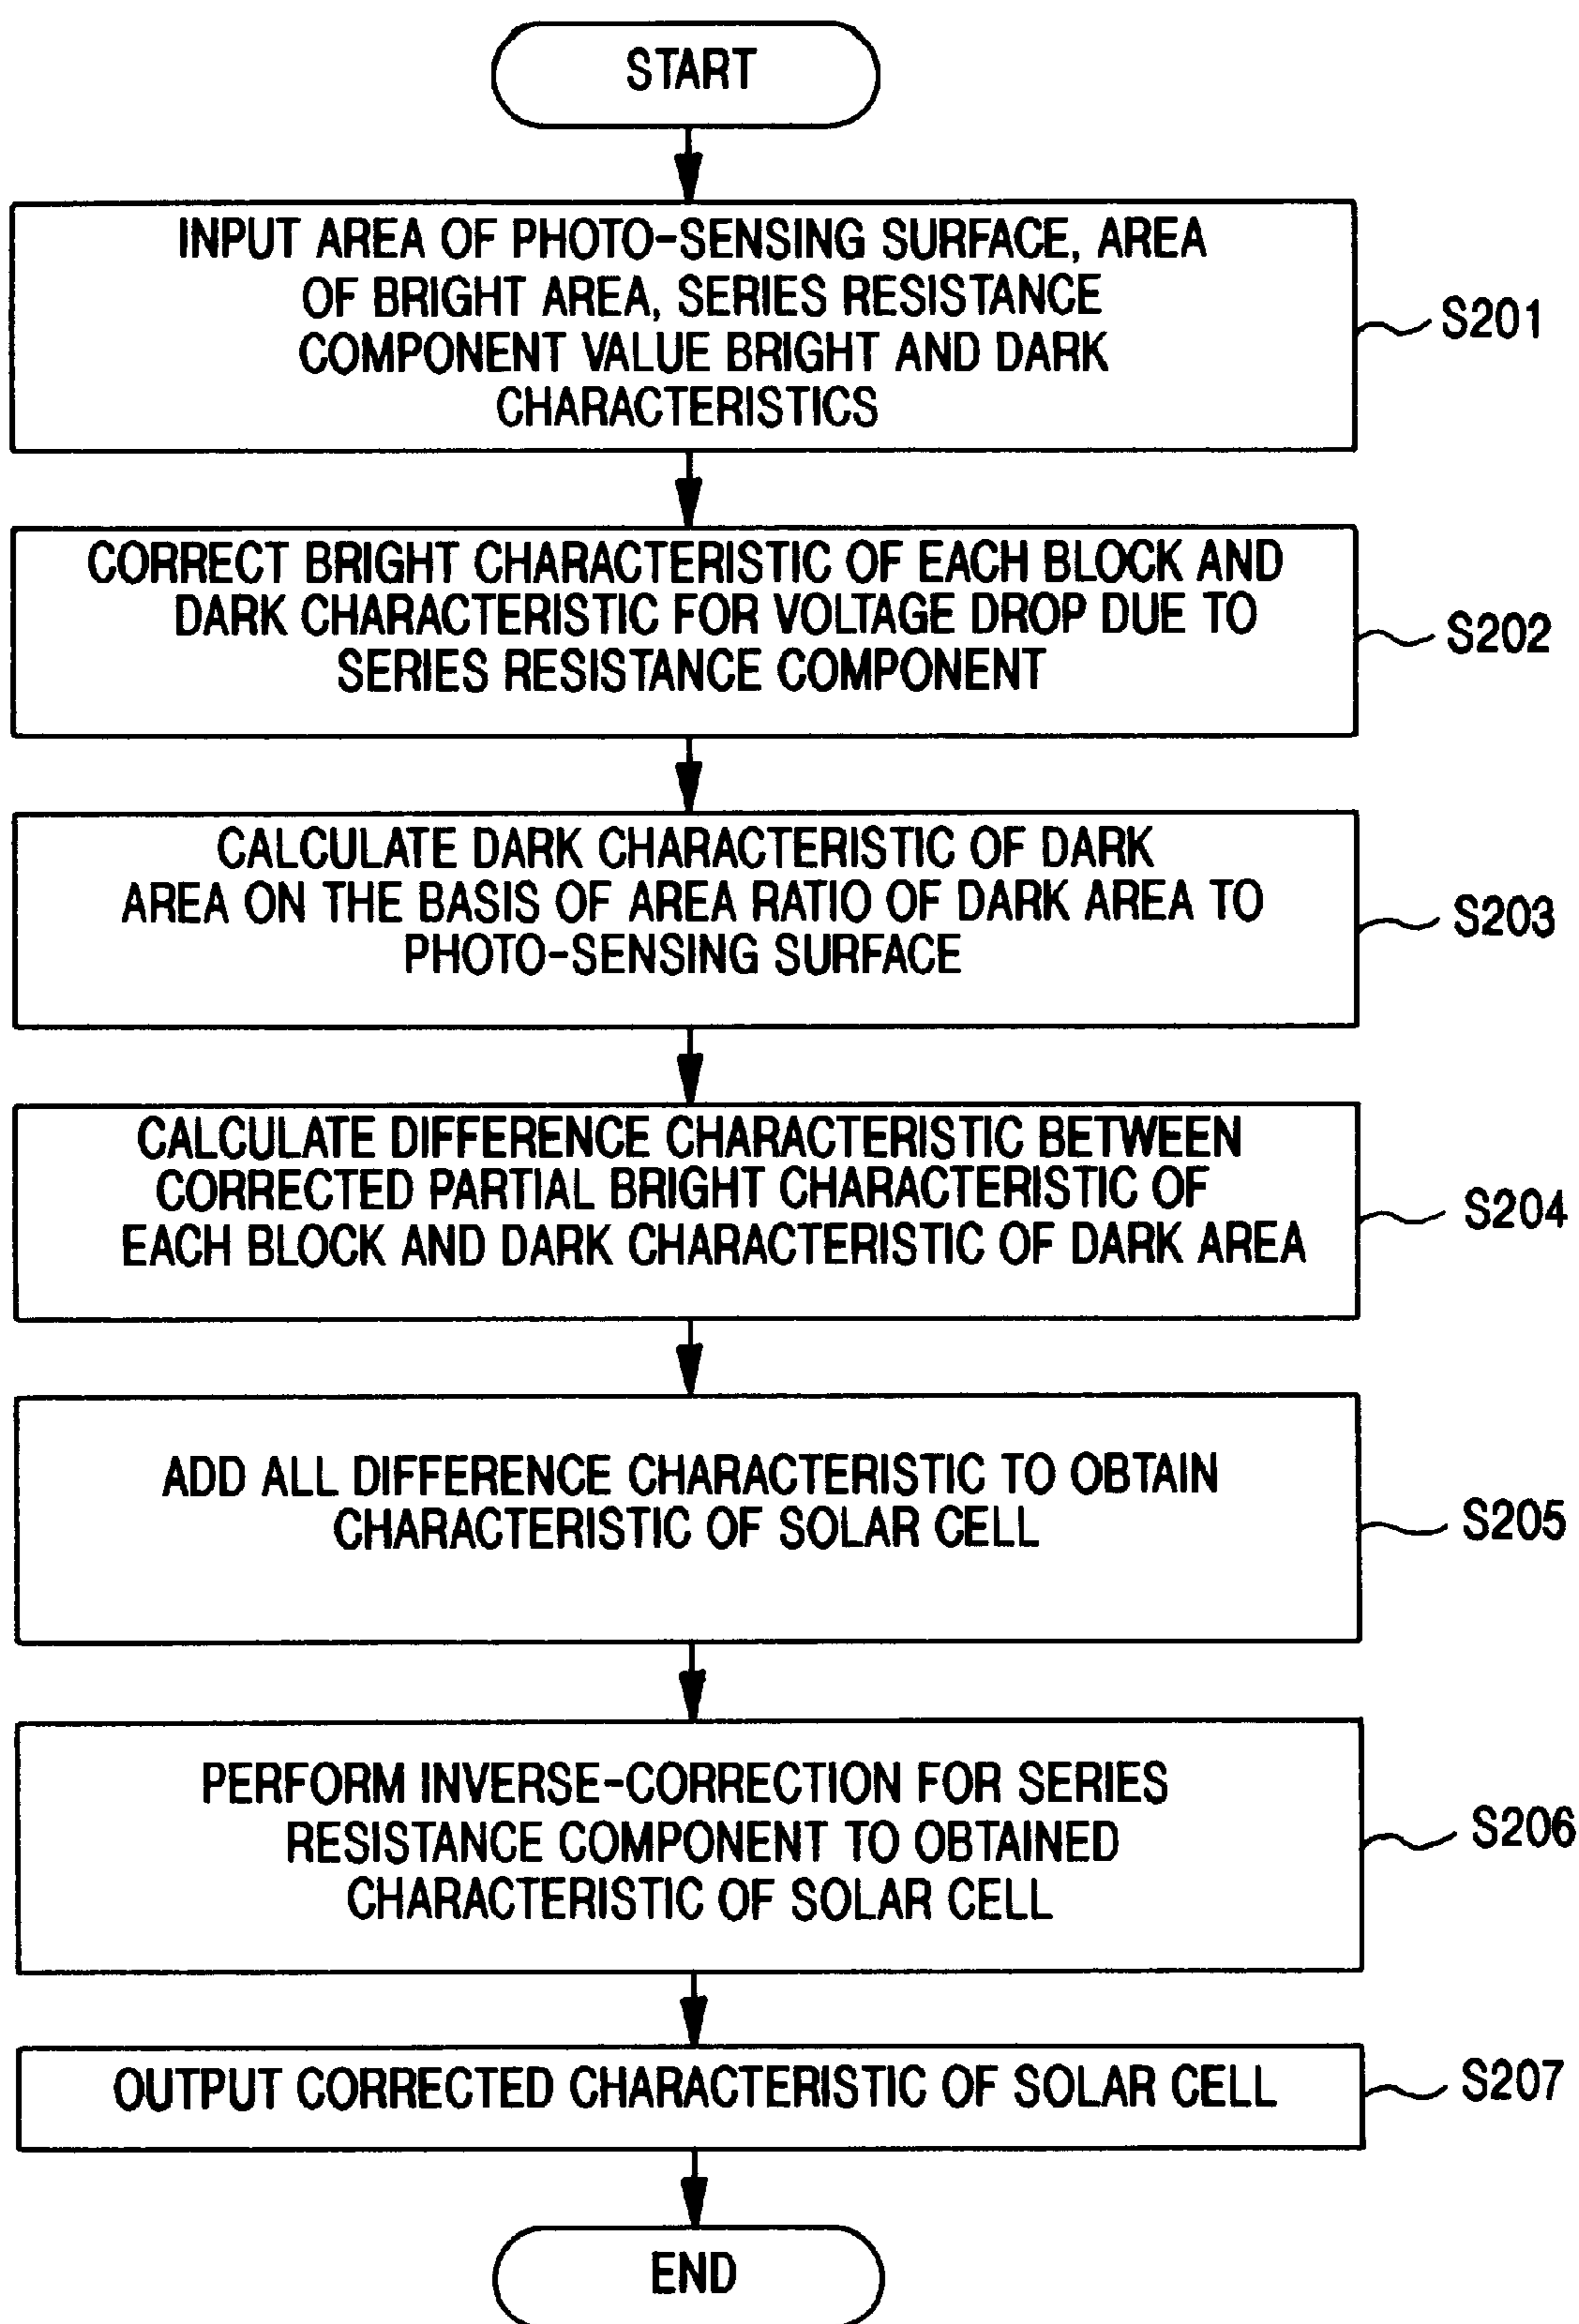 START
INPUT AREA OF PHOTO-SENSING SURFACE, AREA
OF BRIGHT AREA, SERIES RESISTANCE
COMPONENT VALUE BRIGHT AND DARK
CHARACTERISTICS
S201
CORRECT BRIGHT CHARACTERISTIC OF EACH BLOCK AND
DARK CHARACTERISTIC FOR VOLTAGE DROP DUE TO
SERIES RESISTANCE COMPONENT
S202
CALCULATE DARK CHARACTERISTIC OF DARK
AREA ON THE BASIS OF AREA RATIO OF DARK AREA TO
PHOTO-SENSING SURFACE
S203
CALCULATE DIFFERENCE CHARACTERISTIC BETWEEN
CORRECTED PARTIAL BRIGHT CHARACTERISTIC OF
EACH BLOCK AND DARK CHARACTERISTIC OF DARK AREA
S204
ADD ALL DIFFERENCE CHARACTERISTIC TO OBTAIN
CHARACTERISTIC OF SOLAR CELL
S205
PERFORM INVERSE-CORRECTION FOR SERIES
RESISTANCE COMPONENT TO OBTAINED
CHARACTERISTIC OF SOLAR CELL
S206
OUTPUT CORRECTED CHARACTERISTIC OF SOLAR CELL
S207
END